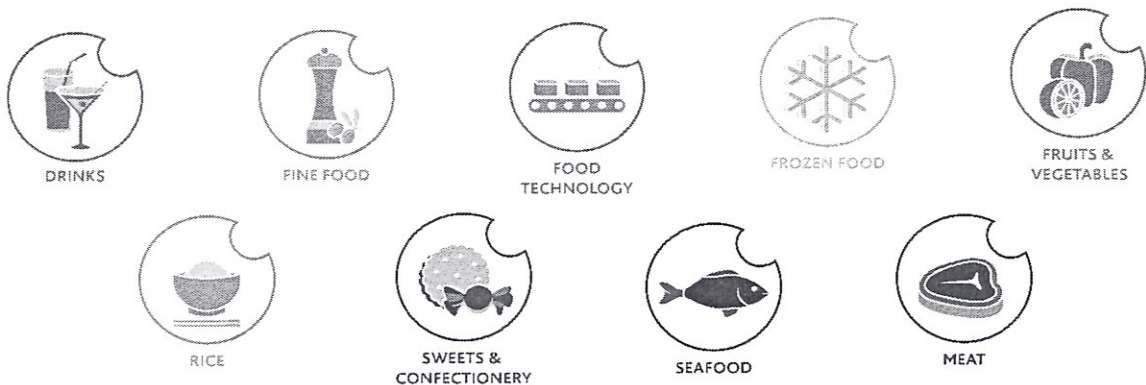 DRINKS
FINE FOOD
FOOD
TECHNOLOGY
FROZEN FOOD
FRUITS &
VEGETABLES
RICE
SWEETS &
CONFECTIONERY
SEAFOOD
MEAT